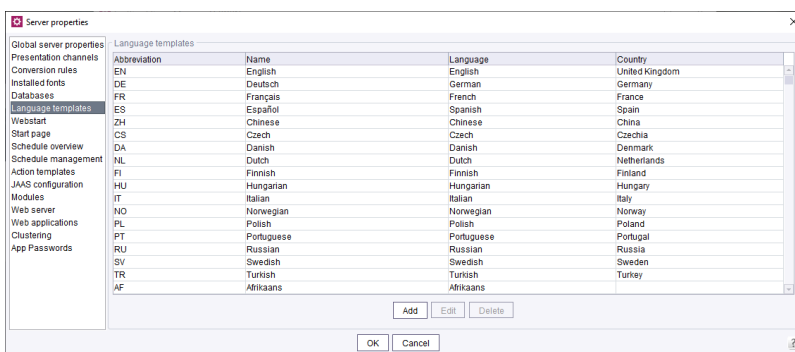 Server properties
Global server properties
Presentation channels
Conversion rules
Installed fonts
Databases
Language templates
Webstart
Start page
Schedule overview
Schedule management
Action templates
JAAS configuration
Modules
Web server
Web applications
Clustering
App Passwords
Language templates
Abbreviation Name Language Country
EN English English United Kingdom
DE Deutsch German Germany
FR Français French France
ES Español Spanish Spain
ZH Chinese Chinese China
CS Czech Czech Czechia
DA Danish Danish Denmark
NL Dutch Dutch Netherlands
FI Finnish Finnish Finland
HU Hungarian Hungarian Hungary
IT Italian Italian Italy
NO Norwegian Norwegian Norway
PL Polish Polish Poland
PT Portuguese Portuguese Portugal
RU Russian Russian Russia
SV Swedish Swedish Sweden
TR Turkish Turkish Turkey
AF Afrikaans Afrikaans
Add Edit Delete
OK Cancel
?